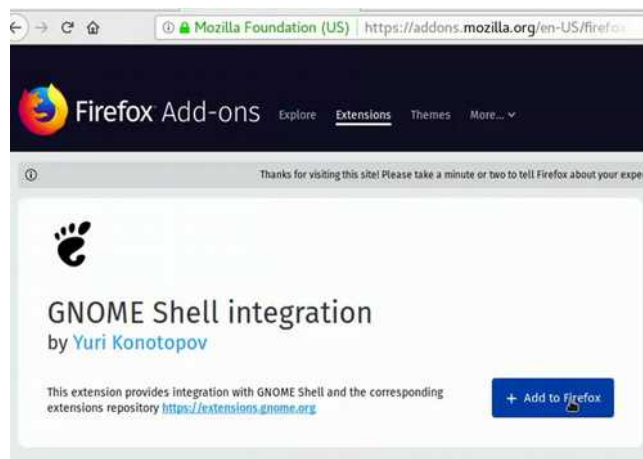 Mozilla Foundation (US) https://addons.mozilla.org/en-US/firefox
Firefox Add-ons Explore Extensions Themes More...
Thanks for visiting this site! Please take a minute or two to tell Firefox about your expe
GNOME Shell integration
by Yuri Konotopov
This extension provides integration with GNOME Shell and the corresponding
extensions repository https://extensions.gnome.org
+ Add to Firefox